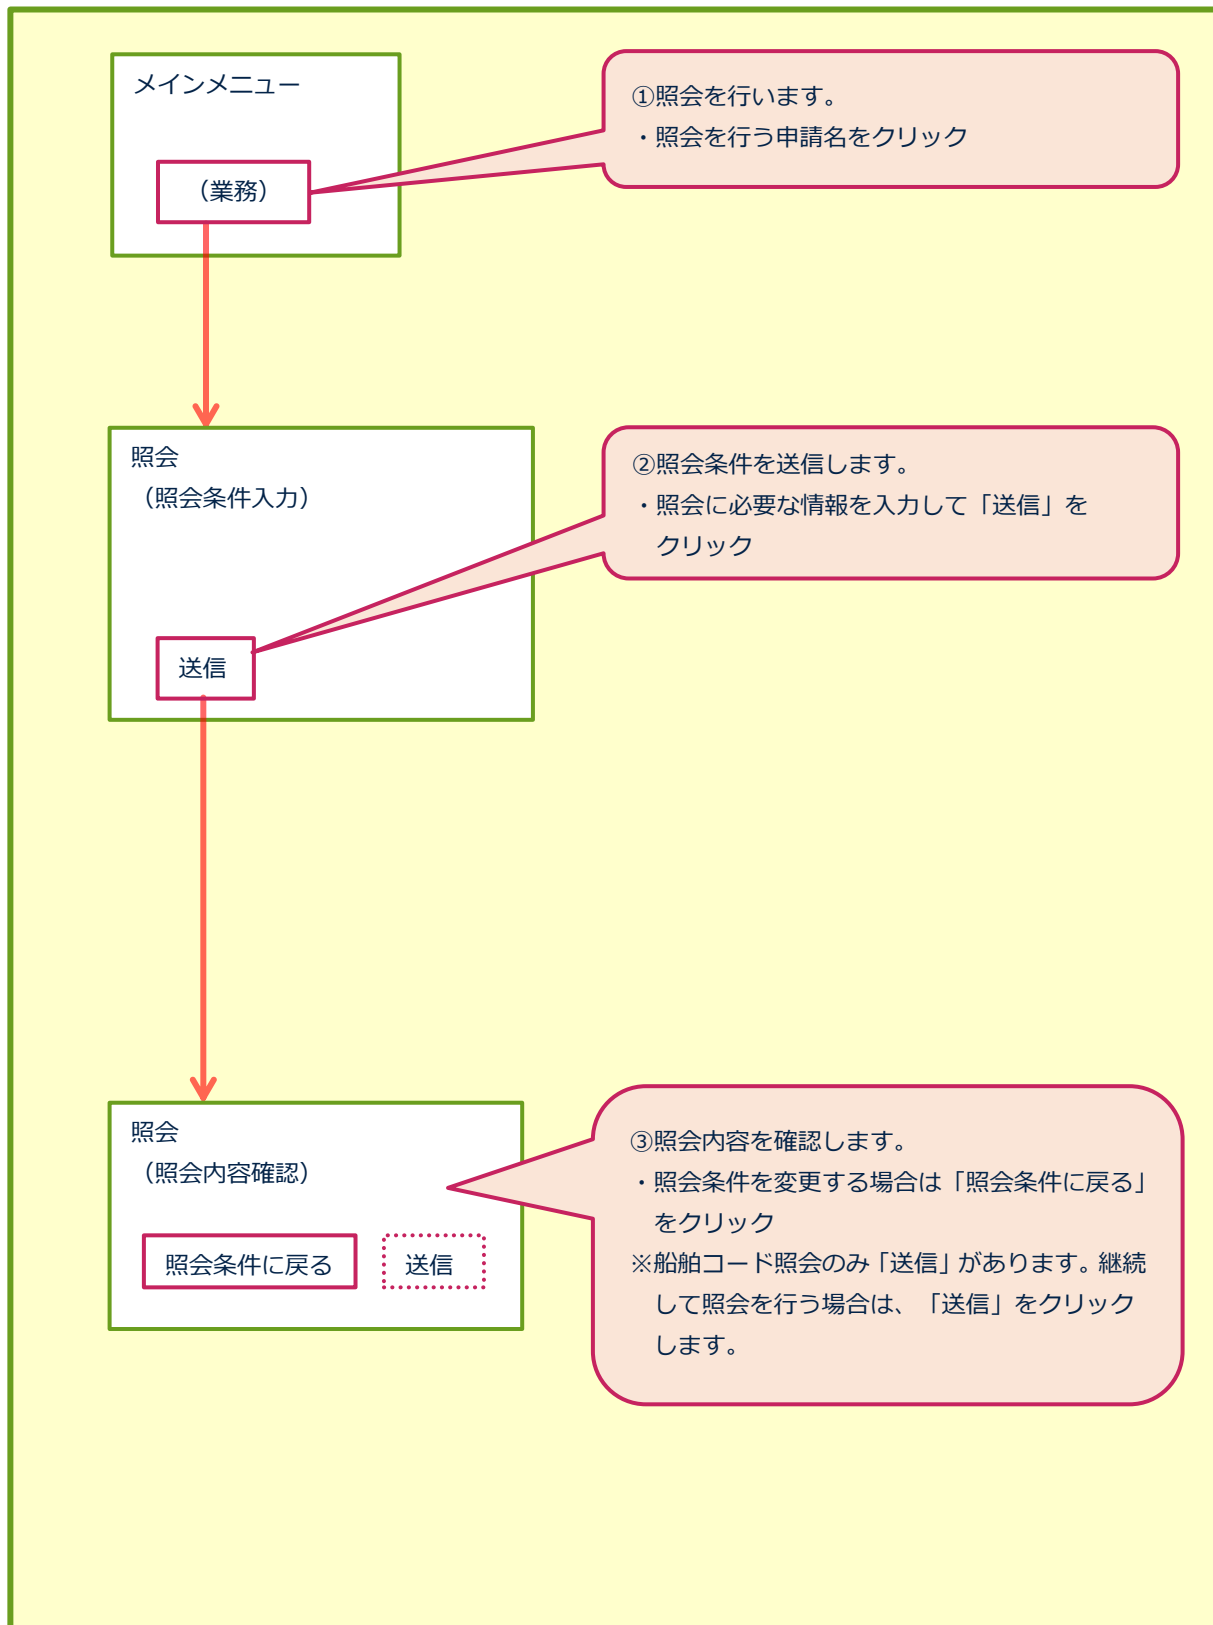 メインメニュー
（業務）
①照会を行います。
・照会を行う申請名をクリック
照会
（照会条件入力）
送信
②照会条件を送信します。
・照会に必要な情報を入力して「送信」を
クリック
照会
（照会内容確認）
照会条件に戻る
送信
③照会内容を確認します。
・照会条件を変更する場合は「照会条件に戻る」
をクリック
※船舶コード照会のみ「送信」があります。継続
して照会を行う場合は、「送信」をクリック
します。